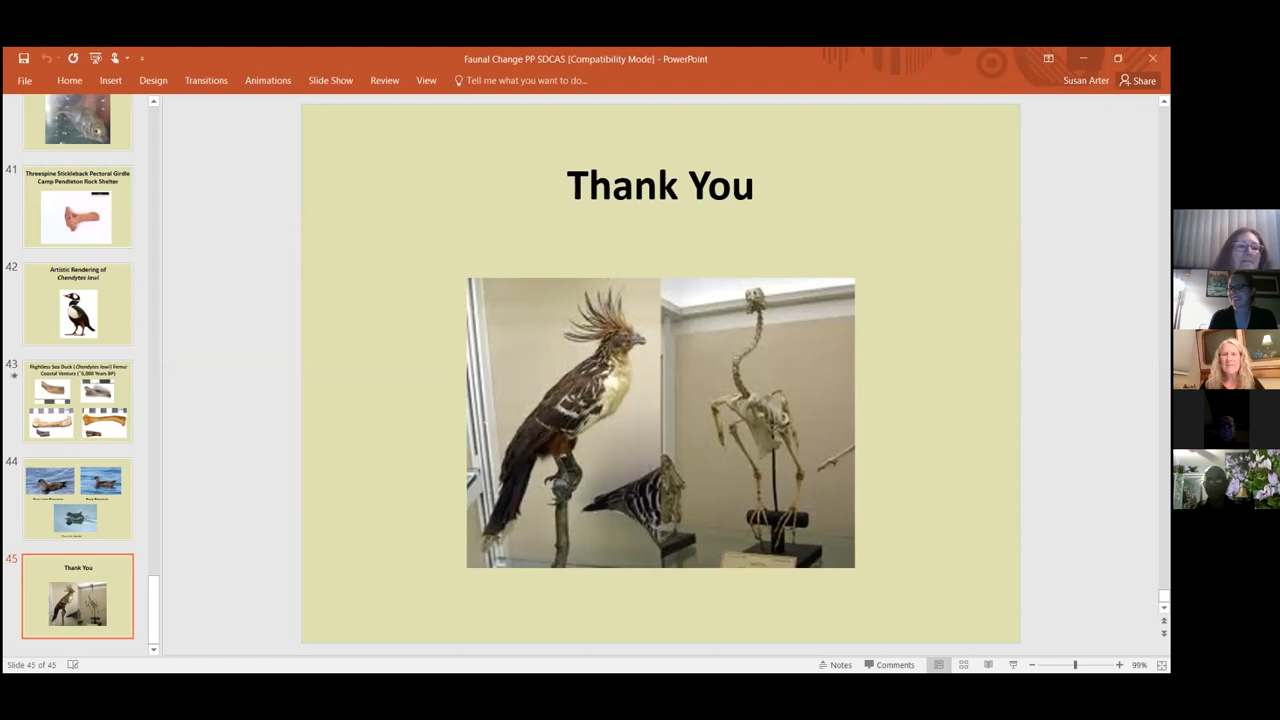 Faunal Change PP SDCAS [Compatibility Mode] - PowerPoint
File Home Insert Design Transitions Animations Slide Show Review View Tell me what you want to do...
Susan Arter Share
41
Threespine Stickleback Pectoral Girdle
Camp Pendleton Rock Shelter
42
Artistic Rendering of
Chendytes lawi
43
Flightless Sea Duck (Chendytes lawi) Femur
Coastal Ventura (~6,000 Years BP)
44
45
Thank You
Thank You
Slide 45 of 45
Notes
Comments
99%